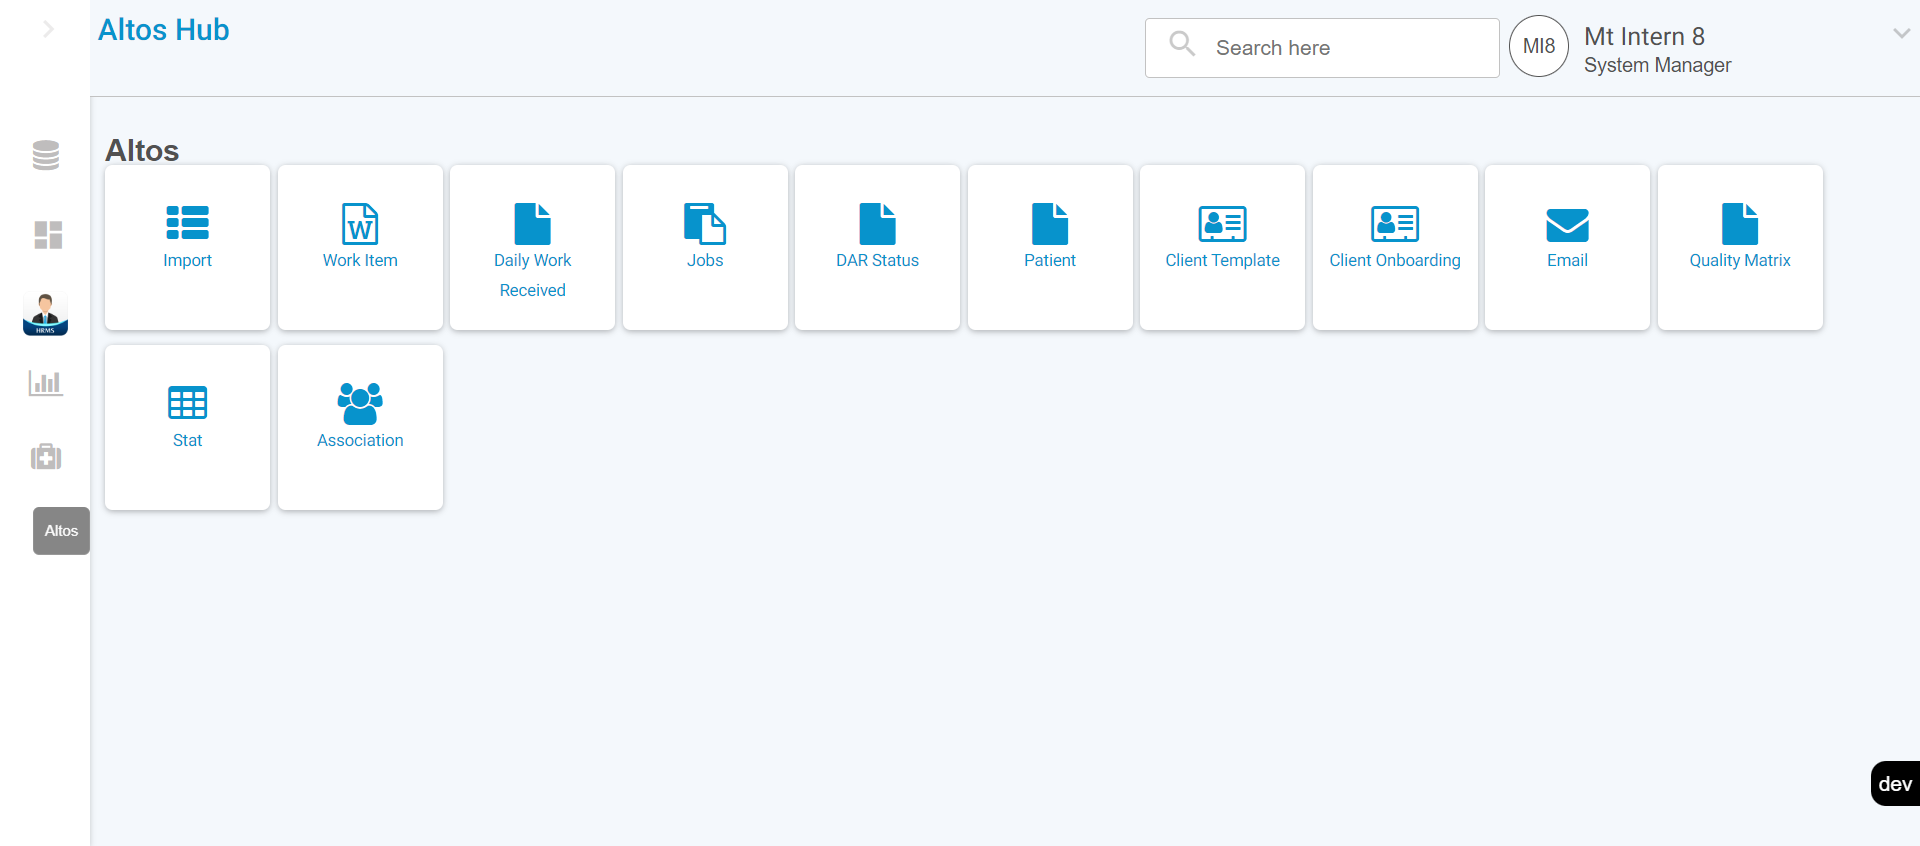 Altos Hub
Search here
MI8
Mt Intern 8
System Manager
Altos
Import
Work Item
Daily Work
Received
Jobs
DAR Status
Patient
Client Template
Client Onboarding
Email
Quality Matrix
HRMS
Stat
Association
Altos
dev